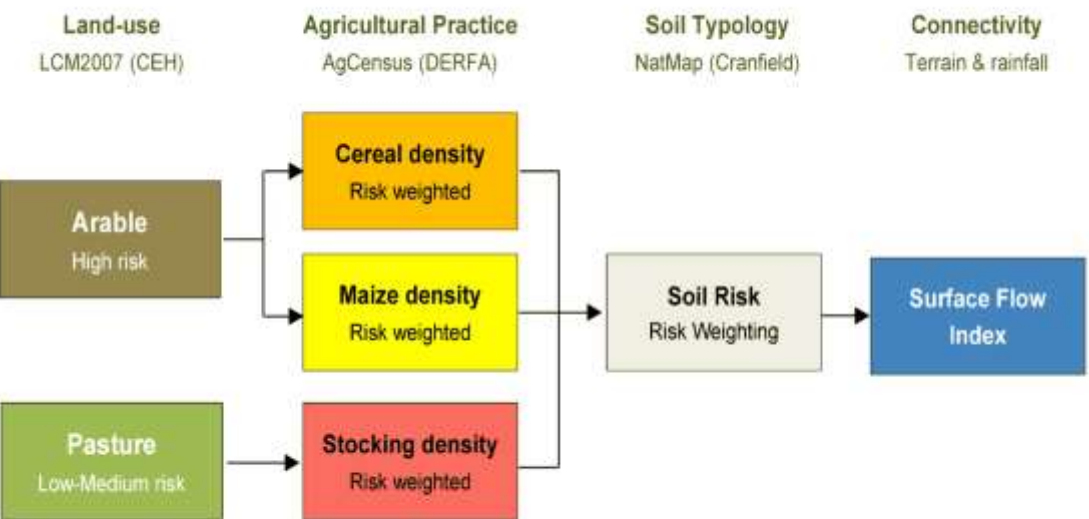 Land-use
LCM2007 (CEH)
Agricultural Practice
AgCensus (DERFA)
Soil Typology
NatMap (Cranfield)
Connectivity
Terrain & rainfall
Arable
High risk
Pasture
Low-Medium risk
Cereal density
Risk weighted
Maize density
Risk weighted
Stocking density
Risk weighted
Soil Risk
Risk Weighting
Surface Flow
Index